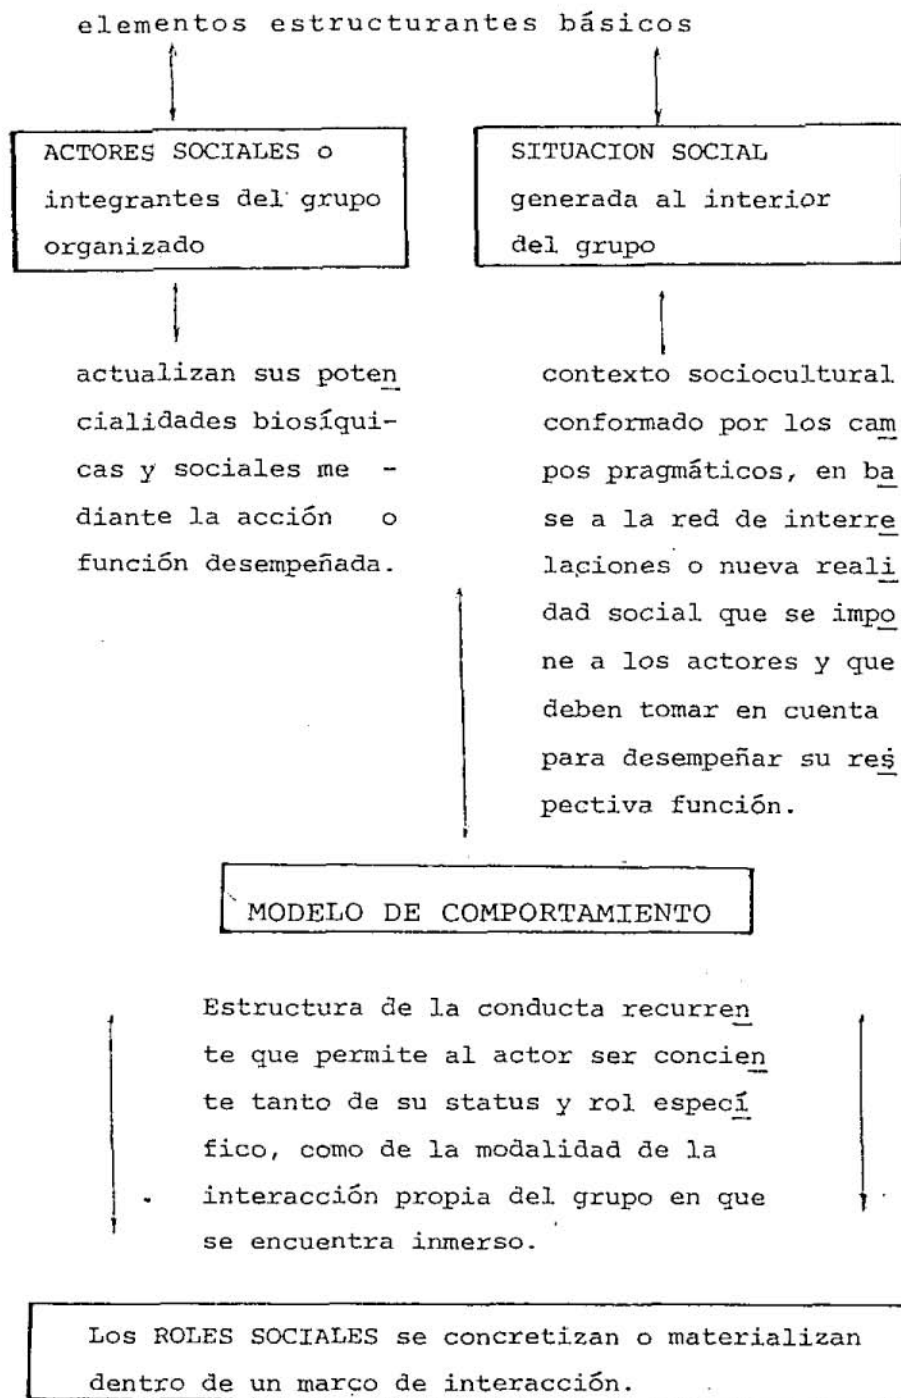 elementos estructurantes básicos
ACTORES SOCIALES o
integrantes del grupo
organizado
SITUACION SOCIAL
generada al interior
del grupo
actualizan sus poten
cialidades biosíqui-
cas y sociales me -
diante la acción o
función desempeñada.
contexto sociocultural
conformado por los cam
pos pragmáticos, en ba
se a la red de interre
laciones o nueva reali
dad social que se impo
ne a los actores y que
deben tomar en cuenta
para desempeñar su res
pectiva función.
MODELO DE COMPORTAMIENTO
Estructura de la conducta recurren
te que permite al actor ser concien
te tanto de su status y rol especí
fico, como de la modalidad de la
interacción propia del grupo en que
se encuentra inmerso.
Los ROLES SOCIALES se concretizan o materializan
dentro de un marco de interacción.